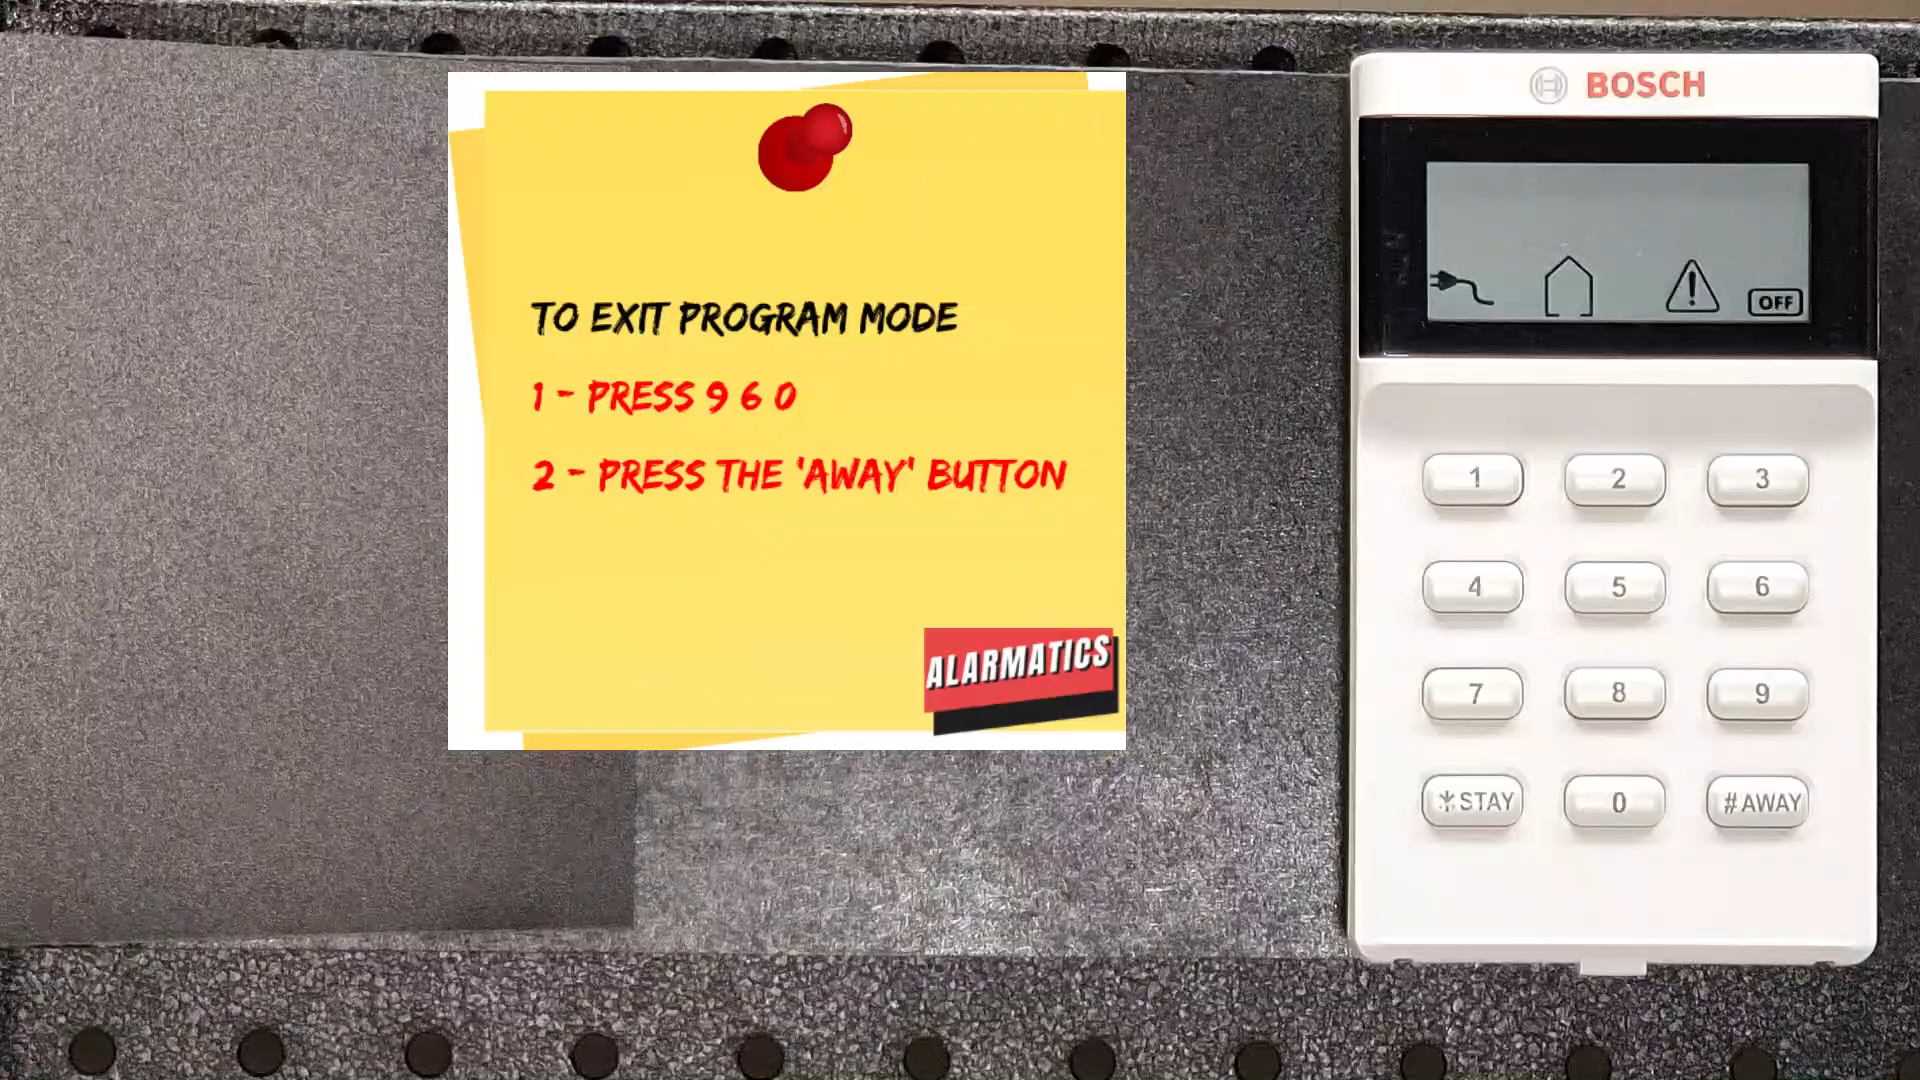 BOSCH
OFF
TO EXIT PROGRAM MODE
1 - PRESS 9 6 0
2 - PRESS THE 'AWAY' BUTTON
ALARMATICS
1 2 3
4 5 6
7 8 9
*STAY 0 #AWAY